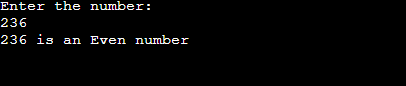 Enter the number:
236
236 is an Even number